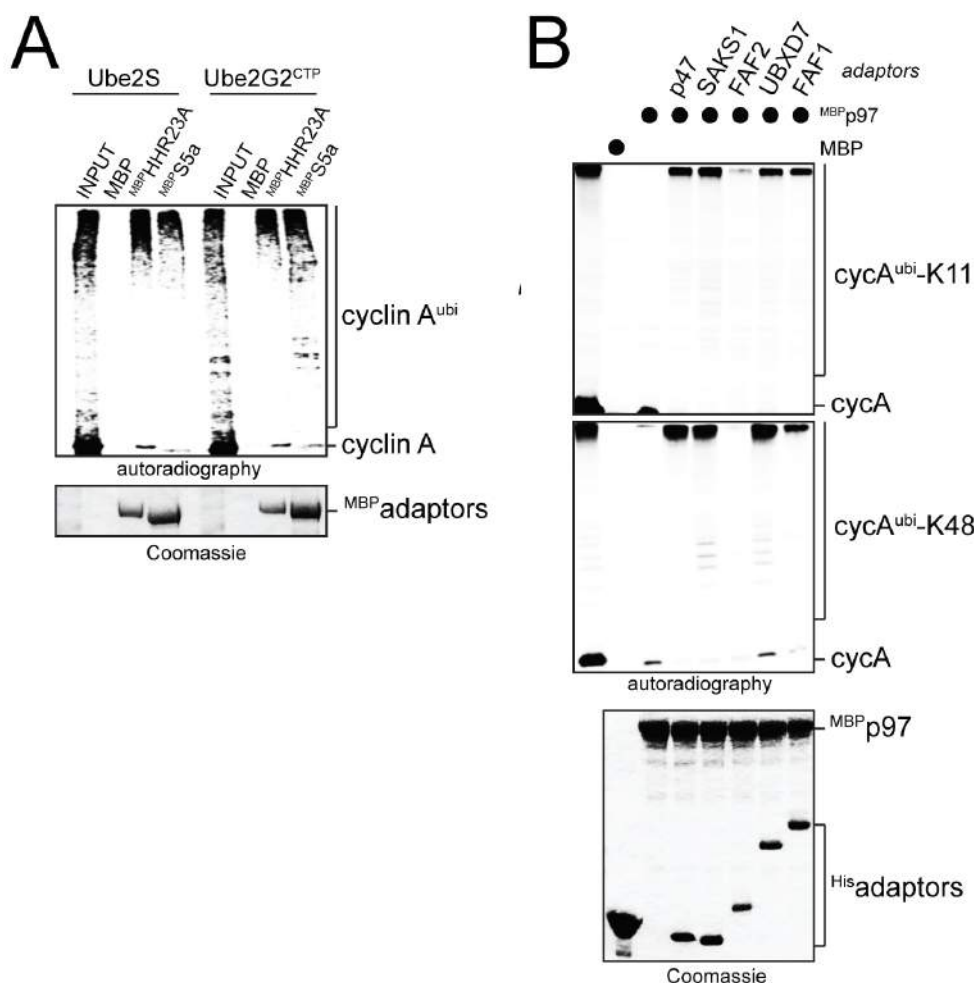 A
Ube2S
Ube2G2CTP
INPUT
MBP
MBPHHR23A
MBPS5a
INPUT
MBP
MBPHHR23A
MBPS5a
cyclin Aubi
cyclin A
autoradiography
MBPadaptors
Coomassie
B
p47
SAKS1
FAF2
UBXD7
FAF1
adaptors
MBPp97
MBP
cycAubi-K11
cycA
cycAubi-K48
cycA
autoradiography
MBPp97
Hisadaptors
Coomassie